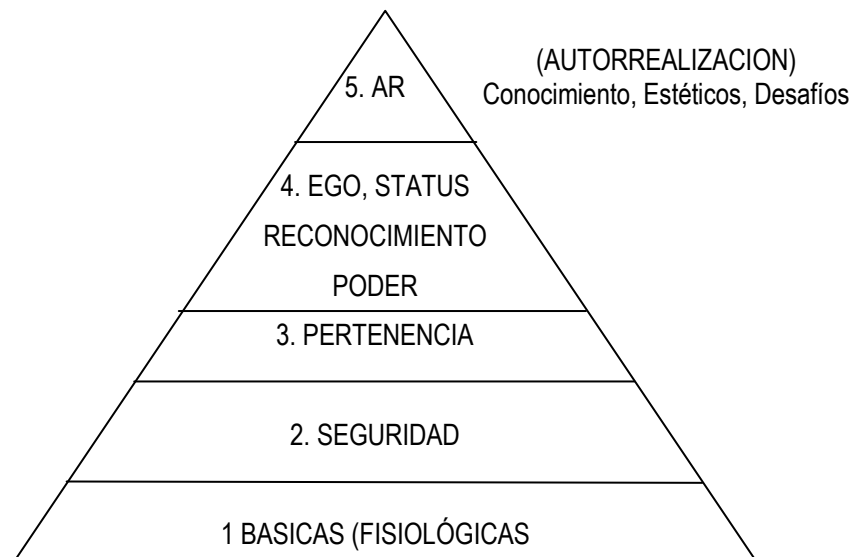 (AUTORREALIZACION)
Conocimiento, Estéticos, Desafíos
5. AR
4. EGO, STATUS
RECONOCIMIENTO
PODER
3. PERTENENCIA
2. SEGURIDAD
1 BASICAS (FISIOLÓGICAS